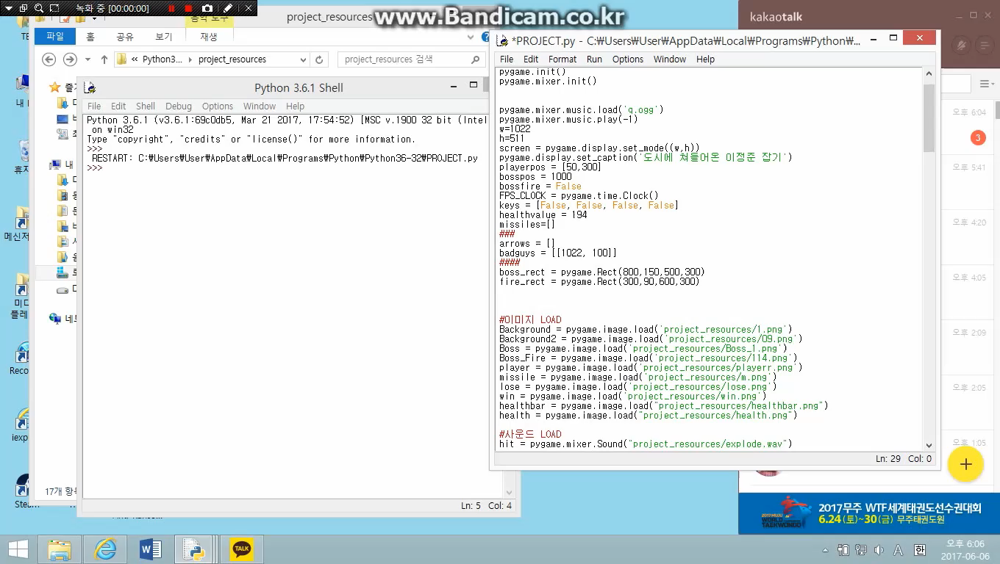 녹화 중 [00:00:00]
www.Bandicam.co.kr
project_resources
음악 도구
파일 홈 공유 보기 재생
Python3... project_resources
project_resources 검색
17개 항목
Python 3.6.1 Shell
File Edit Shell Debug Options Window Help
Python 3.6.1 (v3.6.1:69c0db5, Mar 21 2017, 17:54:52) [MSC v.1900 32 bit (Intel
on win32
Type "copyright", "credits" or "license()" for more information.
>>>
RESTART: C:₩Users₩User₩AppData₩Local₩Programs₩Python₩Python36-32₩PROJECT.py
>>>
Ln: 5 Col: 4
*PROJECT.py - C:₩Users₩User₩AppData₩Local₩Programs₩Python₩...
File Edit Format Run Options Window Help
pygame.init()
pygame.mixer.init()
pygame.mixer.music.load('q.ogg')
pygame.mixer.music.play(-1)
w=1022
h=511
screen = pygame.display.set_mode((w,h))
pygame.display.set_caption('도시에 쳐들어온 이정준 잡기')
playerpos = [50,300]
bosspos = 1000
bossfire = False
FPS_CLOCK = pygame.time.Clock()
keys = [False, False, False, False]
healthvalue = 194
missiles=[]
###
arrows = []
badguys = [[1022, 100]]
####
boss_rect = pygame.Rect(800,150,500,300)
fire_rect = pygame.Rect(300,90,600,300)
#이미지 LOAD
Background = pygame.image.load('project_resources/1.png')
Background2 = pygame.image.load('project_resources/09.png')
Boss = pygame.image.load('project_resources/Boss_1.png')
Boss_Fire = pygame.image.load('project_resources/114.png')
player = pygame.image.load('project_resources/playerr.png')
missile = pygame.image.load('project_resources/m.png')
lose = pygame.image.load('project_resources/lose.png')
win = pygame.image.load('project_resources/win.png')
healthbar = pygame.image.load("project_resources/healthbar.png")
health = pygame.image.load("project_resources/health.png")
#사운드 LOAD
hit = pygame.mixer.Sound("project_resources/explode.wav")
Ln: 29 Col: 0
kakaotalk
오후 6:04
3
오후 5:41
오후 4:20
오후 4:05
오후 2:09
오후 2:05
오후 1:05
2017무주 WTF세계태권도선수권대회
6.24(토)~30(금) 무주태권도원
Steam
TALK
A 한
오후 6:06
2017-06-06